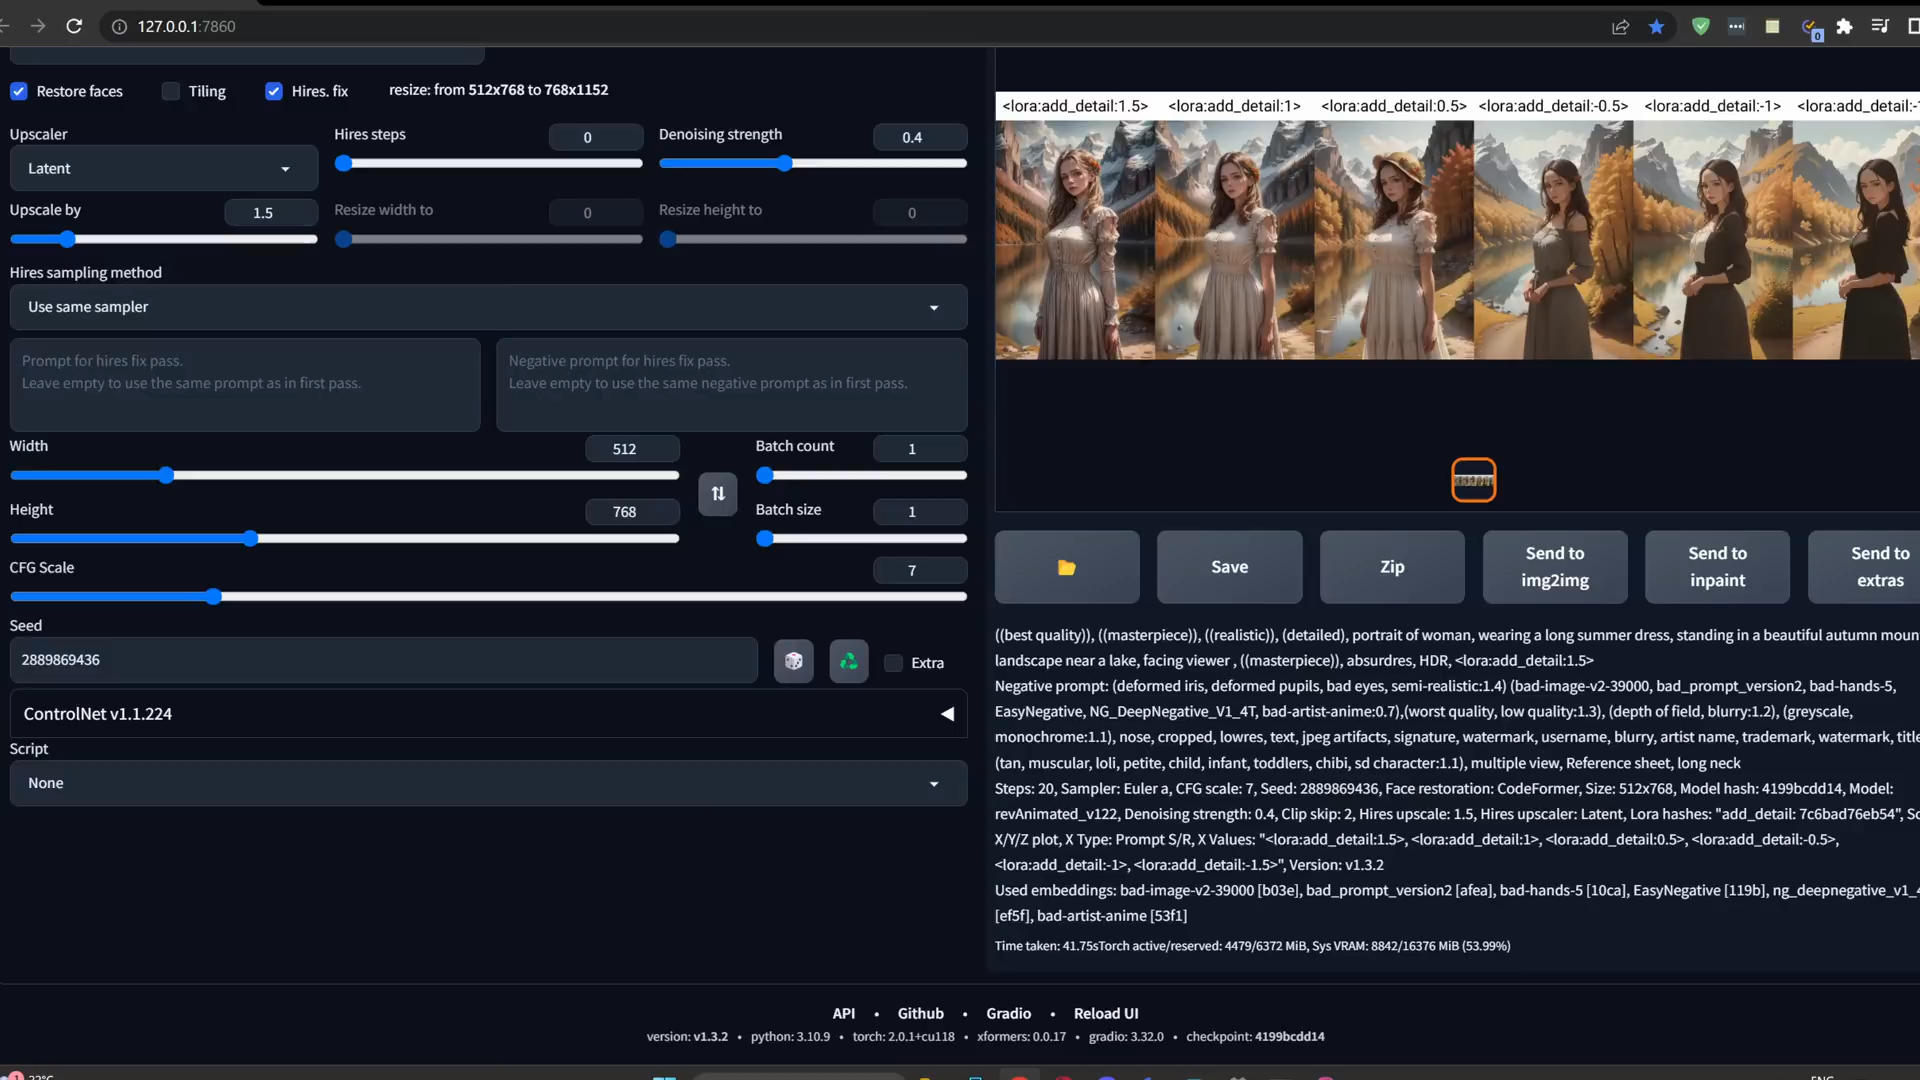 127.0.0.1:7860
Restore faces
Tiling
Hires. fix
resize: from 512x768 to 768x1152
Upscaler
Hires steps
0
Denoising strength
0.4
Latent
Upscale by
1.5
Resize width to
0
Resize height to
0
Hires sampling method
Use same sampler
Prompt for hires fix pass.
Leave empty to use the same prompt as in first pass.
Negative prompt for hires fix pass.
Leave empty to use the same negative prompt as in first pass.
Width
512
Batch count
1
Height
768
Batch size
1
CFG Scale
7
Seed
2889869436
Extra
ControlNet v1.1.224
Script
None
0
<lora:add_detail:1.5>
<lora:add_detail:1>
<lora:add_detail:0.5>
<lora:add_detail:-0.5>
<lora:add_detail:-1>
<lora:add_detail:-
Save
Zip
Send to
img2img
Send to
inpaint
Send to
extras
((best quality)), ((masterpiece)), ((realistic)), (detailed), portrait of woman, wearing a long summer dress, standing in a beautiful autumn moun
landscape near a lake, facing viewer , ((masterpiece)), absurdres, HDR, <lora:add_detail:1.5>
Negative prompt: (deformed iris, deformed pupils, bad eyes, semi-realistic:1.4) (bad-image-v2-39000, bad_prompt_version2, bad-hands-5,
EasyNegative, NG_DeepNegative_V1_4T, bad-artist-anime:0.7),(worst quality, low quality:1.3), (depth of field, blurry:1.2), (greyscale,
monochrome:1.1), nose, cropped, lowres, text, jpeg artifacts, signature, watermark, username, blurry, artist name, trademark, watermark, title
(tan, muscular, loli, petite, child, infant, toddlers, chibi, sd character:1.1), multiple view, Reference sheet, long neck
Steps: 20, Sampler: Euler a, CFG scale: 7, Seed: 2889869436, Face restoration: CodeFormer, Size: 512x768, Model hash: 4199bcdd14, Model:
revAnimated_v122, Denoising strength: 0.4, Clip skip: 2, Hires upscale: 1.5, Hires upscaler: Latent, Lora hashes: "add_detail: 7c6bad76eb54", Sc
X/Y/Z plot, X Type: Prompt S/R, X Values: "<lora:add_detail:1.5>, <lora:add_detail:1>, <lora:add_detail:0.5>, <lora:add_detail:-0.5>,
<lora:add_detail:-1>, <lora:add_detail:-1.5>", Version: v1.3.2
Used embeddings: bad-image-v2-39000 [b03e], bad_prompt_version2 [afea], bad-hands-5 [10ca], EasyNegative [119b], ng_deepnegative_v1_4
[ef5f], bad-artist-anime [53f1]
Time taken: 41.75sTorch active/reserved: 4479/6372 MiB, Sys VRAM: 8842/16376 MiB (53.99%)
API • Github • Gradio • Reload UI
version: v1.3.2 • python: 3.10.9 • torch: 2.0.1+cu118 • xformers: 0.0.17 • gradio: 3.32.0 • checkpoint: 4199bcdd14